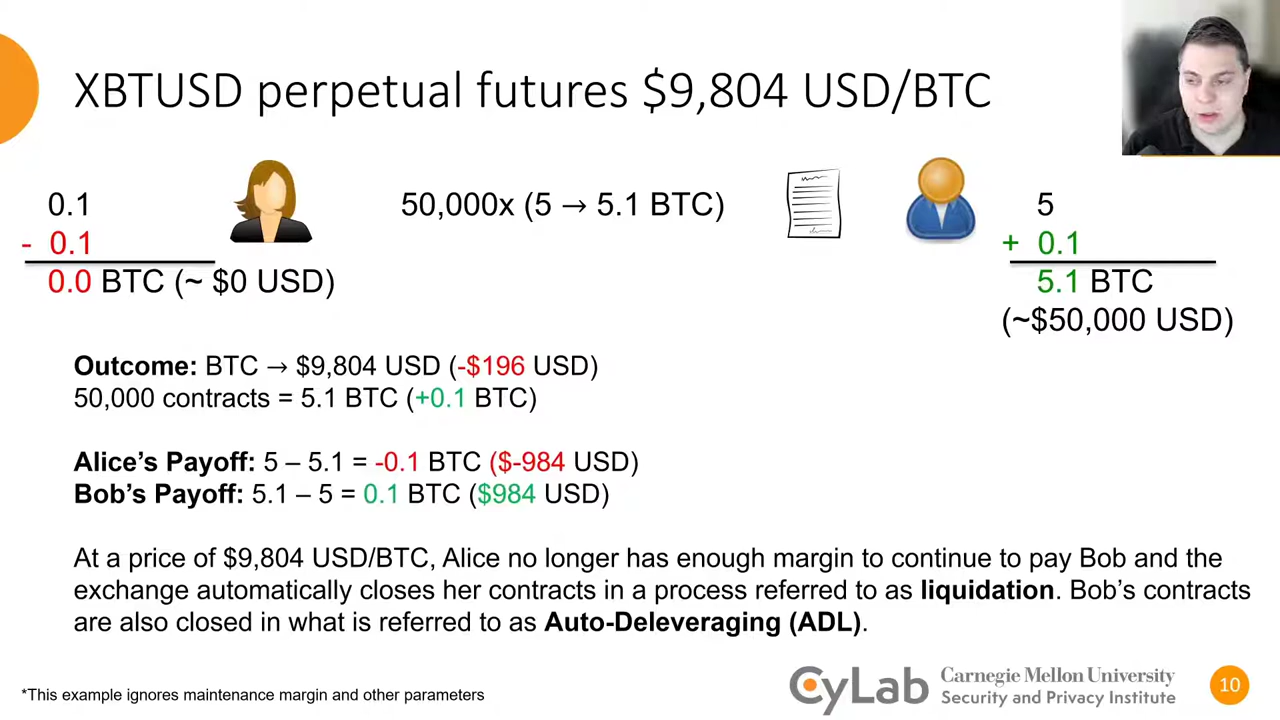 XBTUSD perpetual futures $9,804 USD/BTC
0.1
- 0.1
0.0 BTC (~ $0 USD)
50,000x (5 → 5.1 BTC)
5
+ 0.1
5.1 BTC
(~$50,000 USD)
Outcome: BTC → $9,804 USD (-$196 USD)
50,000 contracts = 5.1 BTC (+0.1 BTC)
Alice's Payoff: 5 – 5.1 = -0.1 BTC ($-984 USD)
Bob's Payoff: 5.1 – 5 = 0.1 BTC ($984 USD)
At a price of $9,804 USD/BTC, Alice no longer has enough margin to continue to pay Bob and the
exchange automatically closes her contracts in a process referred to as liquidation. Bob's contracts
are also closed in what is referred to as Auto-Deleveraging (ADL).
*This example ignores maintenance margin and other parameters
CyLab
Carnegie Mellon University
Security and Privacy Institute
10